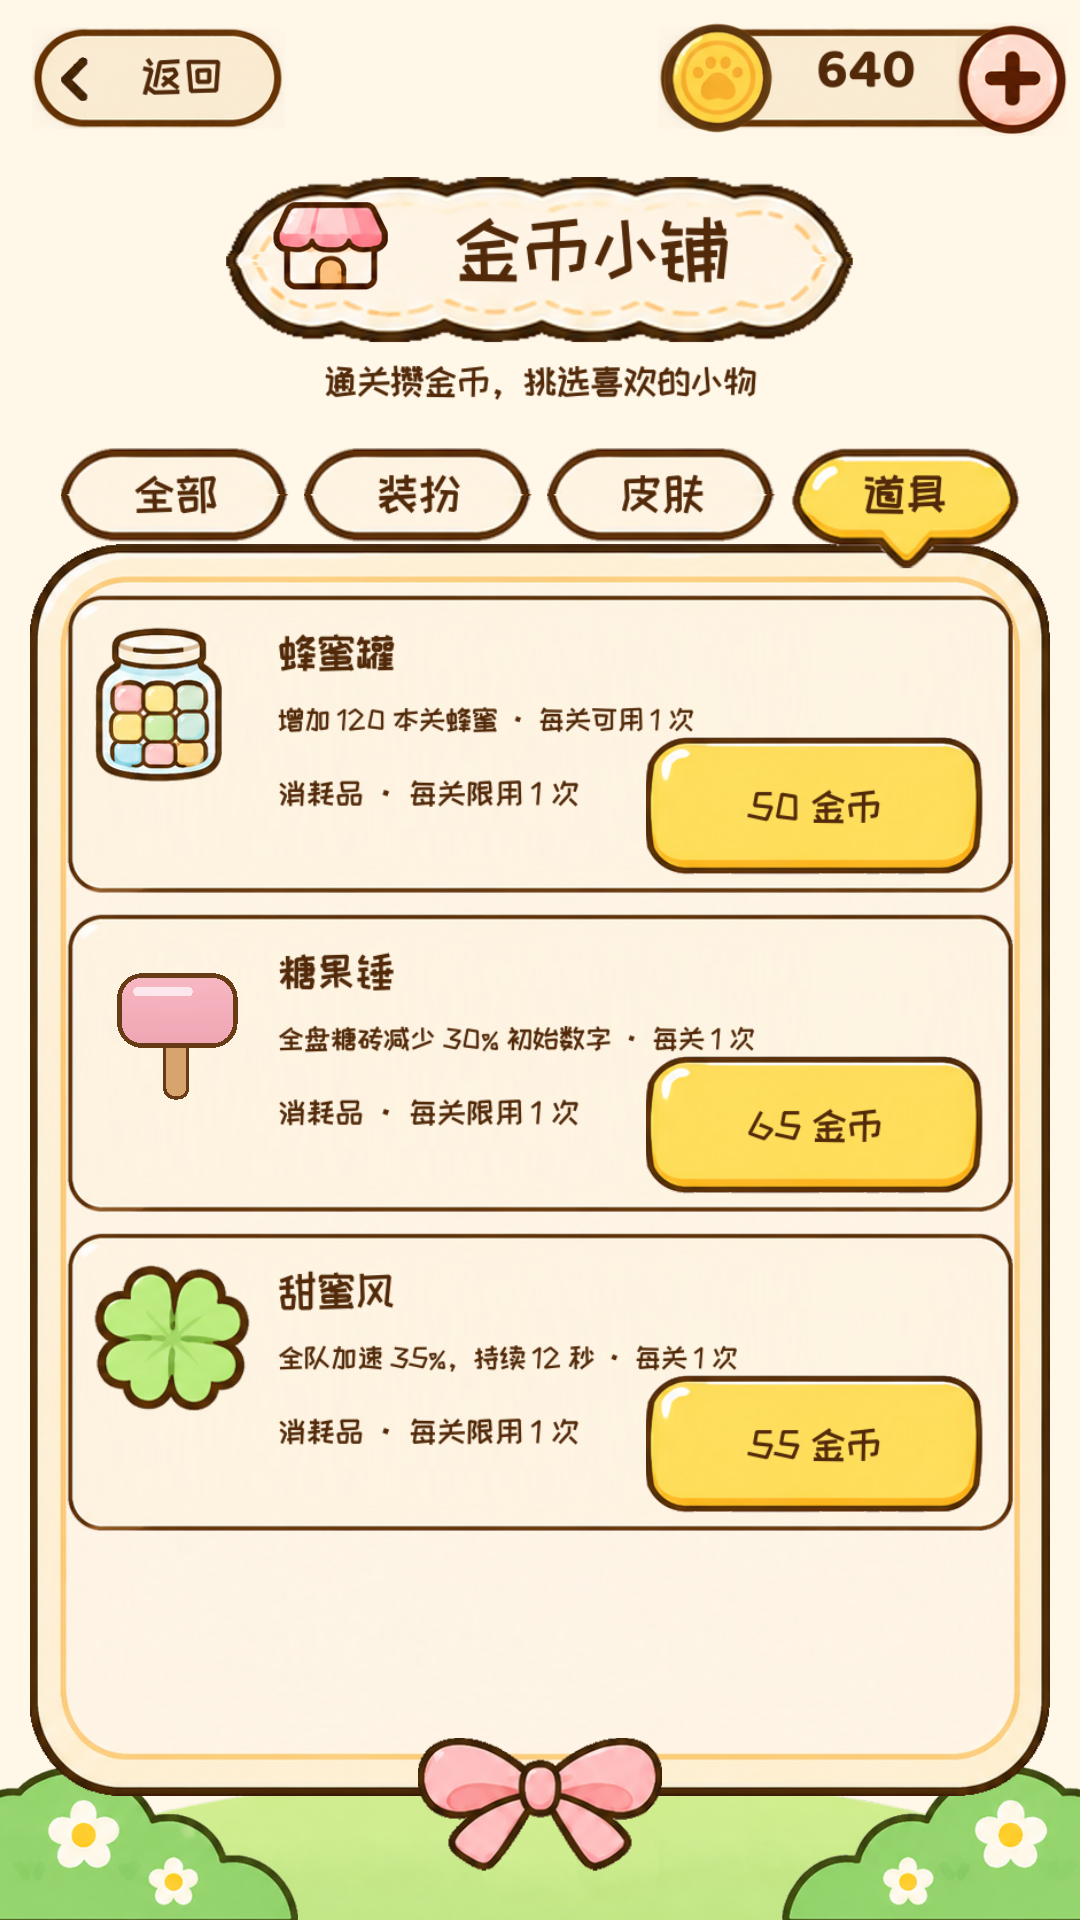 返回
640
金币小铺
通关攒金币，挑选喜欢的小物
全部
装扮
皮肤
道具
蜂蜜罐
增加 120 本关蜂蜜 · 每关可用 1 次
消耗品 · 每关限用 1 次
50 金币
糖果锤
全盘糖砖减少 30% 初始数字 · 每关 1 次
消耗品 · 每关限用 1 次
65 金币
甜蜜风
全队加速 35%，持续 12 秒 · 每关 1 次
消耗品 · 每关限用 1 次
55 金币